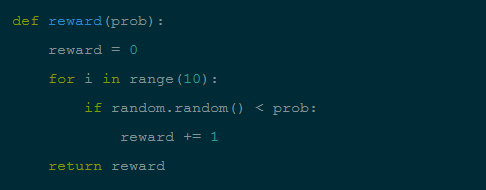 def reward(prob):
    reward = 0
    for i in range(10):
        if random.random() < prob:
            reward += 1
    return reward